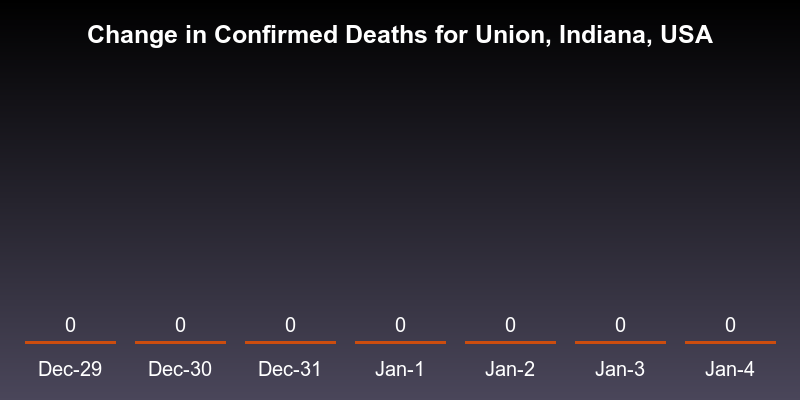 Change in Confirmed Deaths for Union, Indiana, USA
0 0 0 0 0 0 0
Dec-29 Dec-30 Dec-31 Jan-1 Jan-2 Jan-3 Jan-4